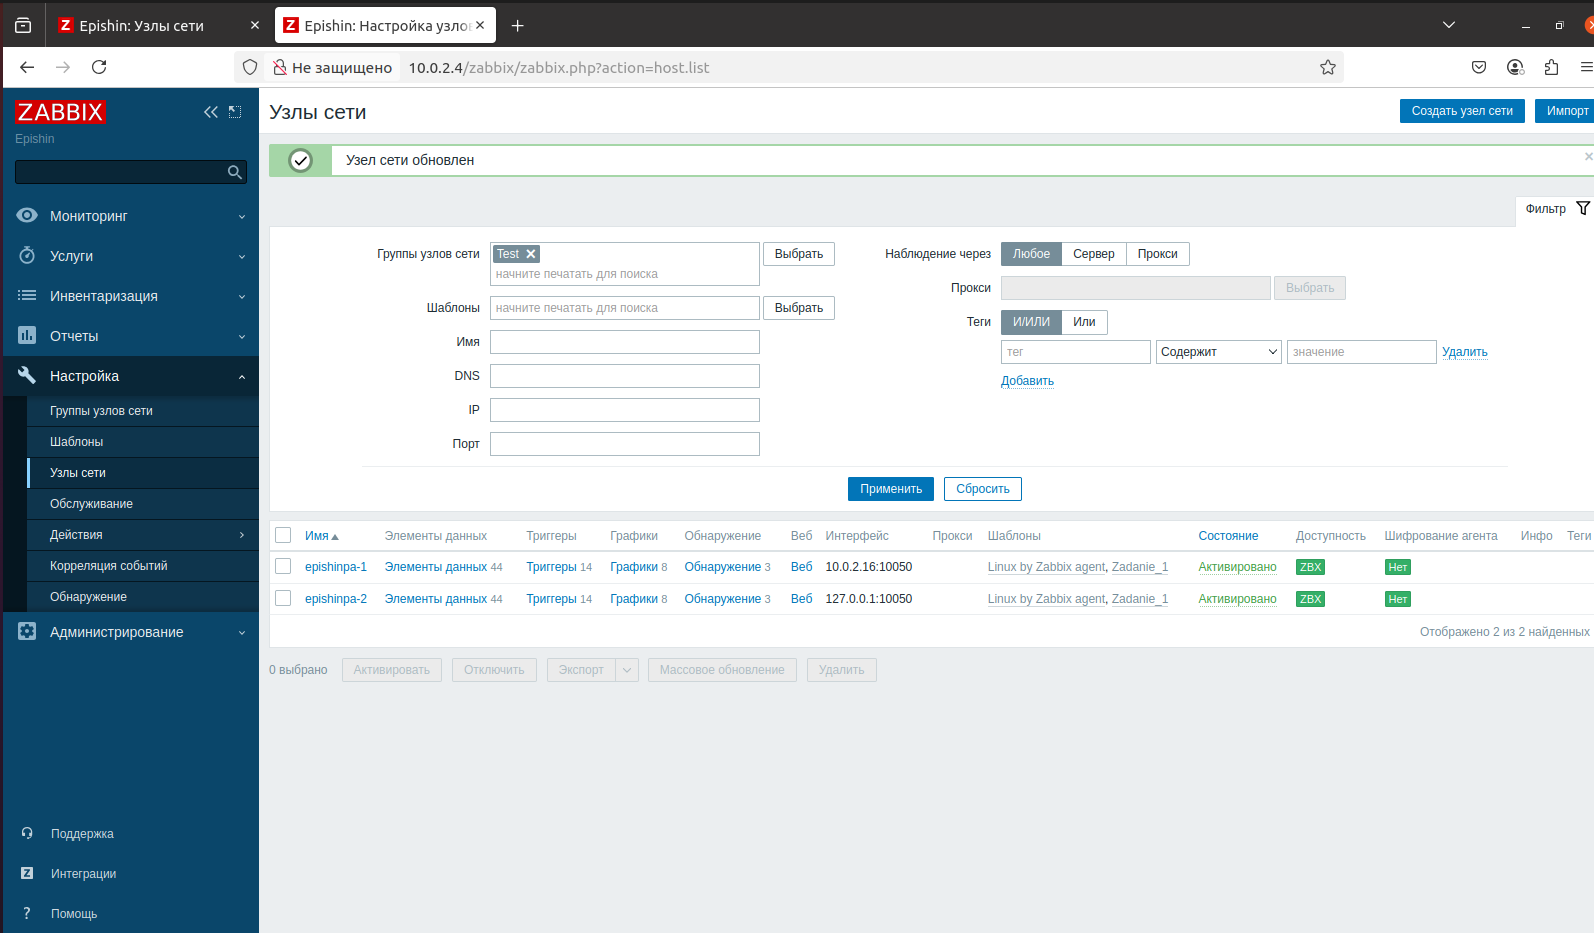 Epishin: Узлы сети
Epishin: Настройка узлов
Не защищено 10.0.2.4/zabbix/zabbix.php?action=host.list
ZABBIX
Epishin
Мониторинг
Услуги
Инвентаризация
Отчеты
Настройка
Группы узлов сети
Шаблоны
Узлы сети
Обслуживание
Действия
Корреляция событий
Обнаружение
Администрирование
Поддержка
Интеграции
Помощь
Узлы сети
Создать узел сети Импорт
Узел сети обновлен
Фильтр
Группы узлов сети Test Выбрать
начните печатать для поиска
Шаблоны начните печатать для поиска Выбрать
Имя
DNS
IP
Порт
Наблюдение через Любое Сервер Прокси
Прокси Выбрать
Теги И/ИЛИ Или
тег Содержит значение Удалить
Добавить
Применить Сбросить
Имя Элементы данных Триггеры Графики Обнаружение Веб Интерфейс Прокси Шаблоны Состояние Доступность Шифрование агента Инфо Теги
epishinpa-1 Элементы данных 44 Триггеры 14 Графики 8 Обнаружение 3 Веб 10.0.2.16:10050 Linux by Zabbix agent, Zadanie_1 Активировано ZBX Нет
epishinpa-2 Элементы данных 44 Триггеры 14 Графики 8 Обнаружение 3 Веб 127.0.0.1:10050 Linux by Zabbix agent, Zadanie_1 Активировано ZBX Нет
Отображено 2 из 2 найденных
0 выбрано Активировать Отключить Экспорт Массовое обновление Удалить